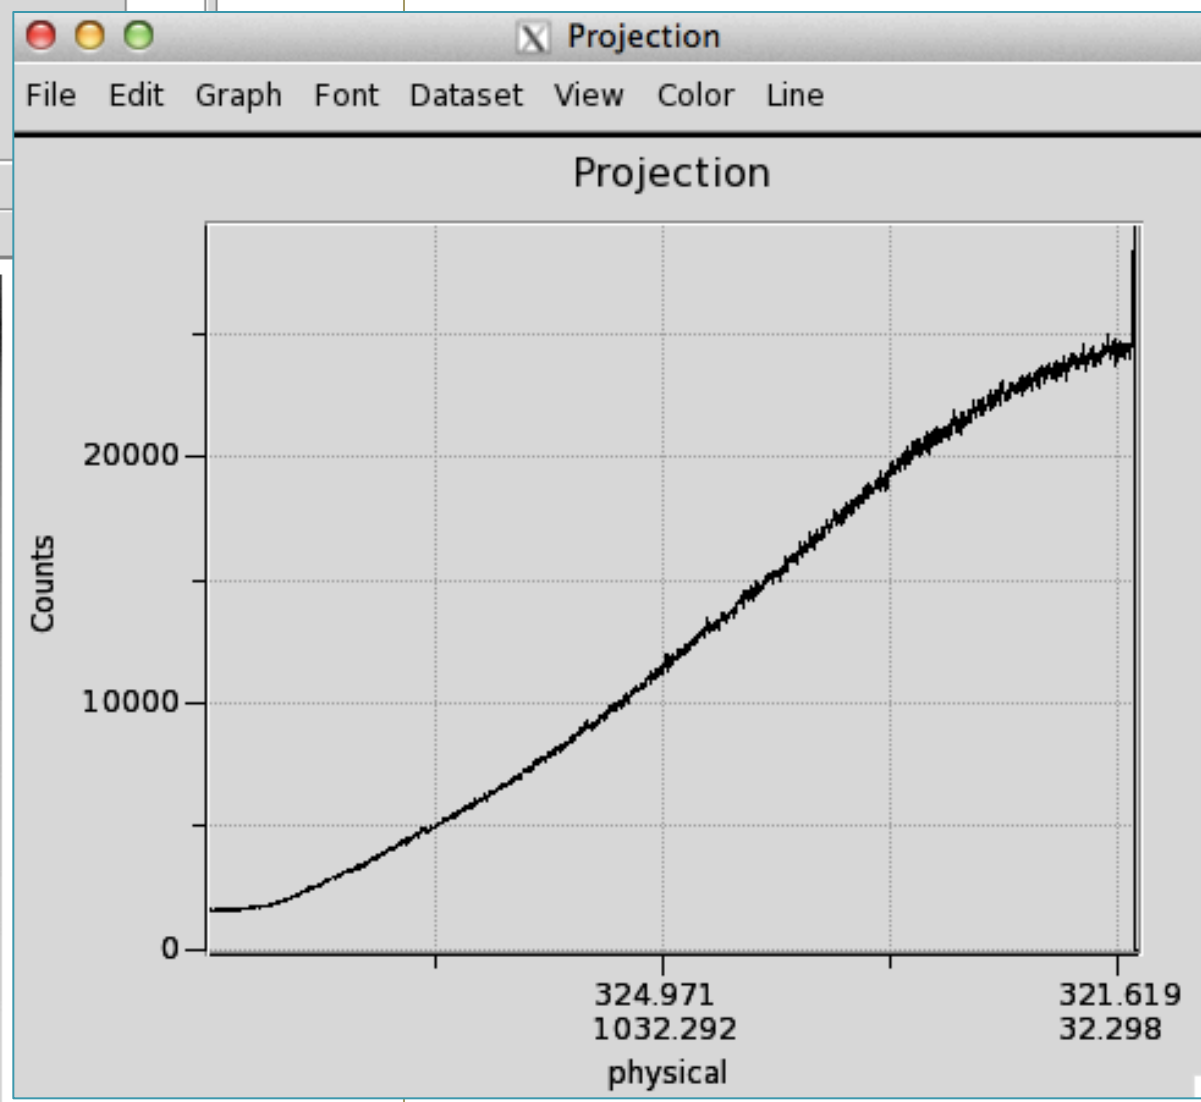 Projection
File Edit Graph Font Dataset View Color Line
Projection
20000
10000
0
Counts
324.971 321.619
1032.292 32.298
physical